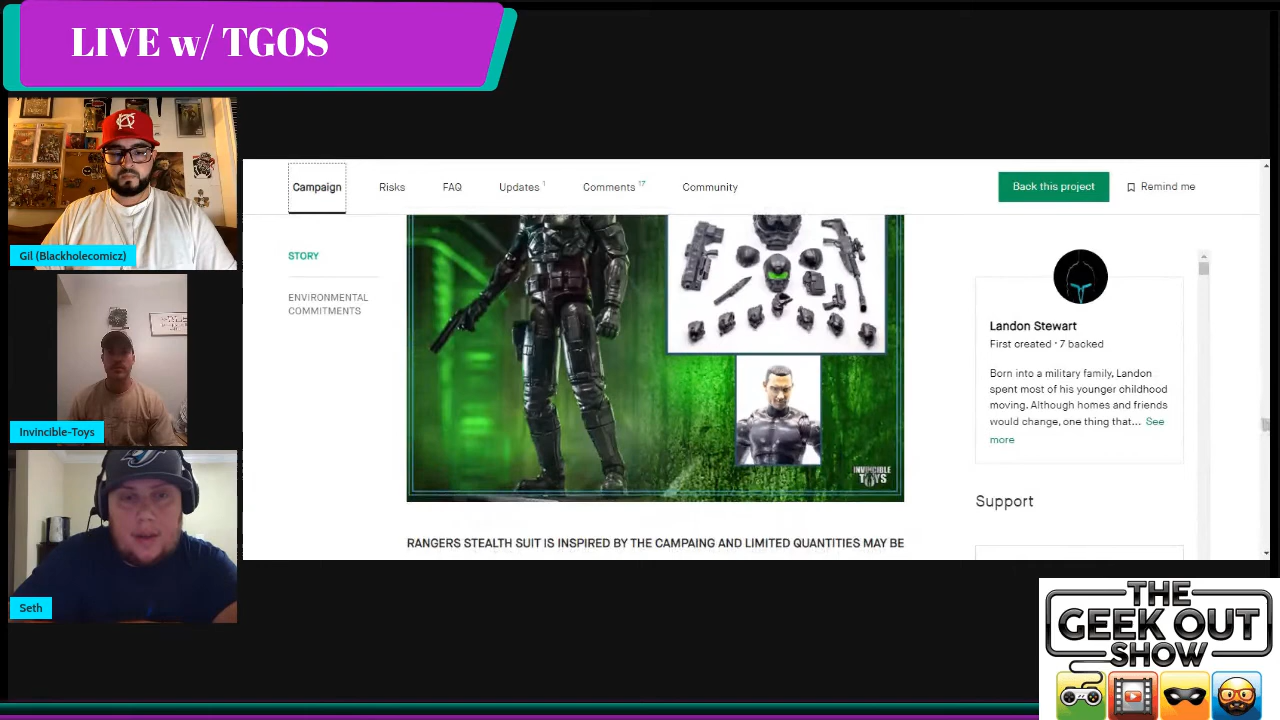 LIVE w/ TGOS
Gil (Blackholecomicz)
Invincible-Toys
Seth
Campaign Risks FAQ Updates 1 Comments 17 Community Back this project Remind me
STORY
ENVIRONMENTAL
COMMITMENTS
INVINCIBLE
TOYS
RANGERS STEALTH SUIT IS INSPIRED BY THE CAMPAING AND LIMITED QUANTITIES MAY BE
Landon Stewart
First created · 7 backed
Born into a military family, Landon
spent most of his younger childhood
moving. Although homes and friends
would change, one thing that... See
more
Support
THE
GEEK OUT
SHOW